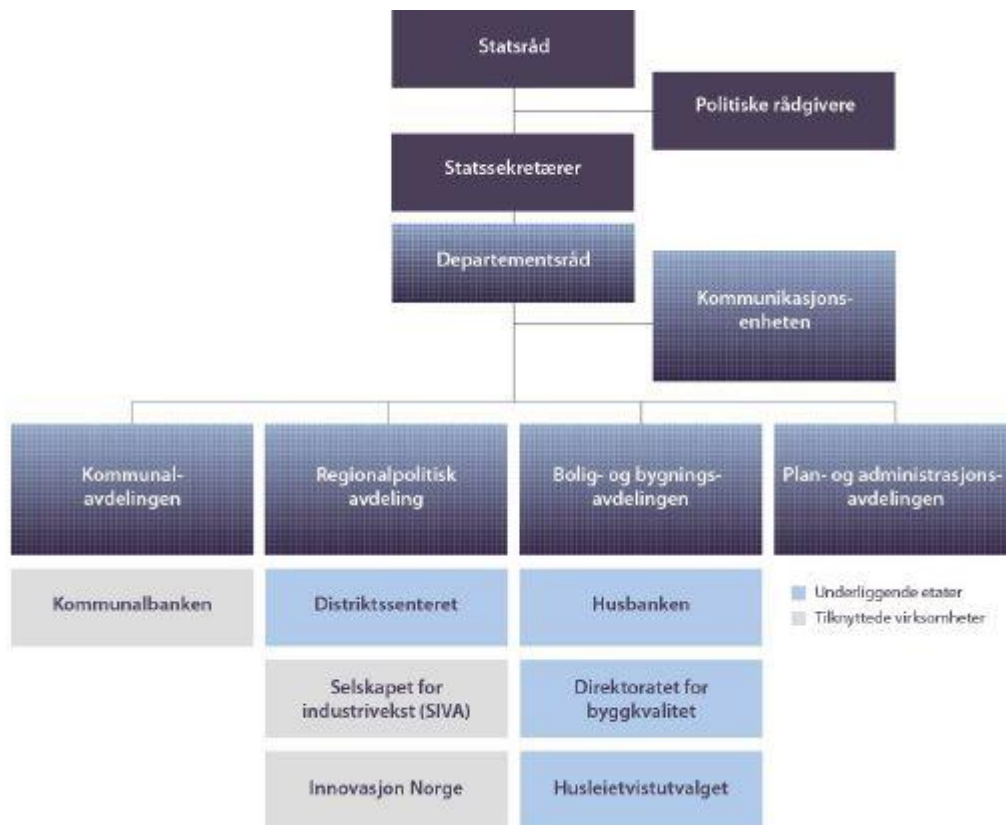 Statsråd
Politiske rådgivere
Statssekretærer
Departementsråd
Kommunikasjons-
enheten
Kommunal-
avdelingen
Regionalpolitisk
avdeling
Bolig- og bygnings-
avdelingen
Plan- og administrasjons-
avdelingen
Kommunalbanken
Distriktssenteret
Husbanken
Underliggende etater
Tilknyttede virksomheter
Selskapet for
industrivekst (SIVA)
Direktoratet for
byggkvalitet
Innovasjon Norge
Husleietvistutvalget